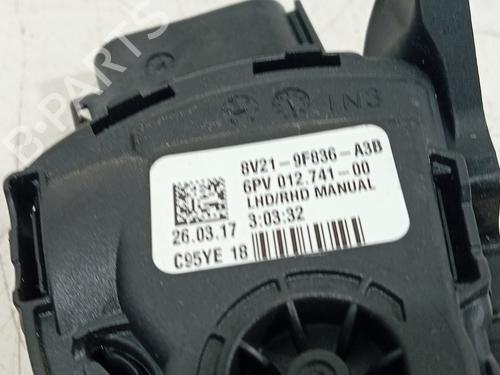 B-PARTS
IN3
8V21-9F836-A3B
6PV 012.741-00
LHD/RHD MANUAL
26.03.17 3:03:32
C95YE 18